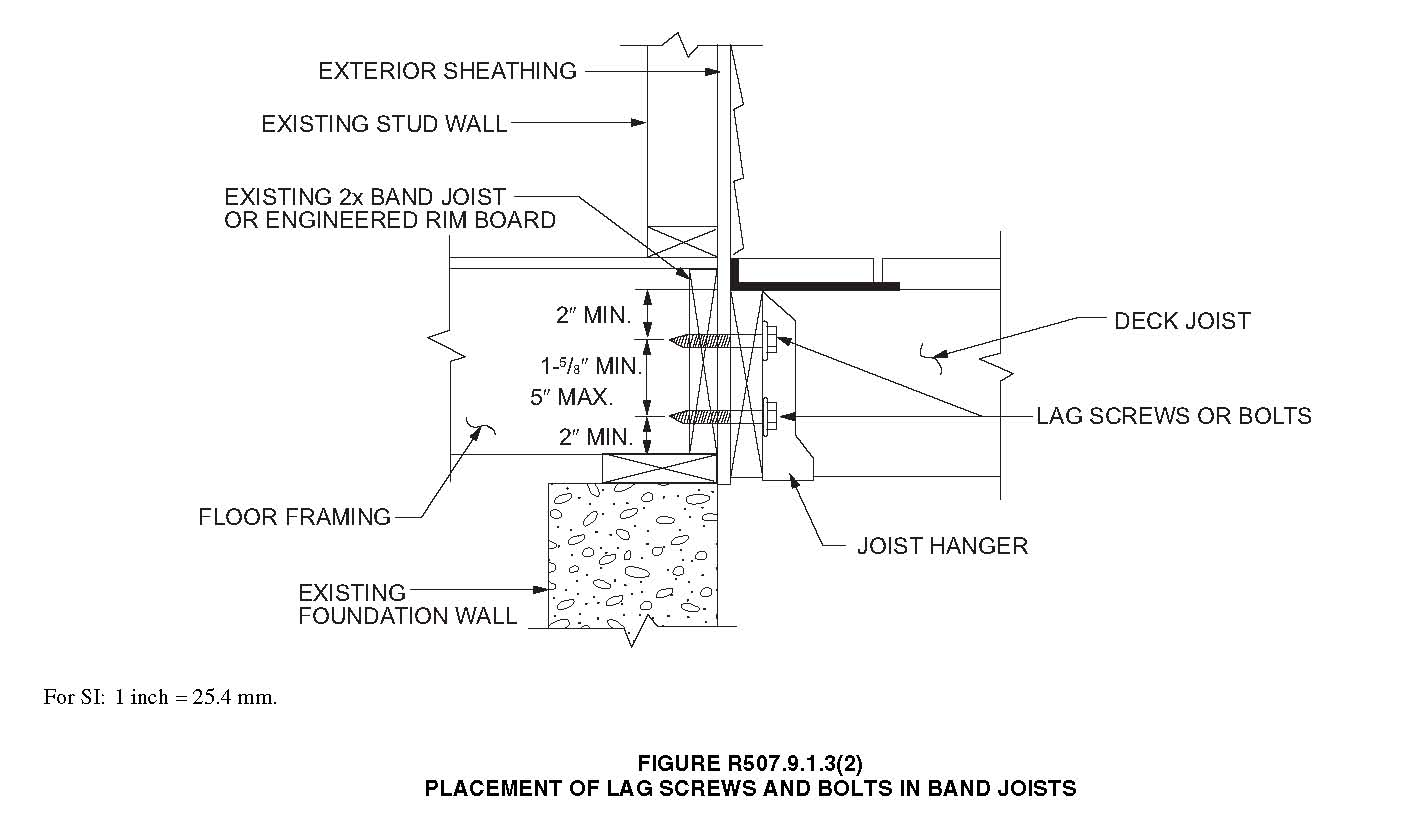 EXTERIOR SHEATHING
EXISTING STUD WALL
EXISTING 2x BAND JOIST
OR ENGINEERED RIM BOARD
2″ MIN.
DECK JOIST
1-5/8″ MIN.
5″ MAX.
LAG SCREWS OR BOLTS
2″ MIN.
FLOOR FRAMING
JOIST HANGER
EXISTING
FOUNDATION WALL
For SI: 1 inch = 25.4 mm.
FIGURE R507.9.1.3(2)
PLACEMENT OF LAG SCREWS AND BOLTS IN BAND JOISTS